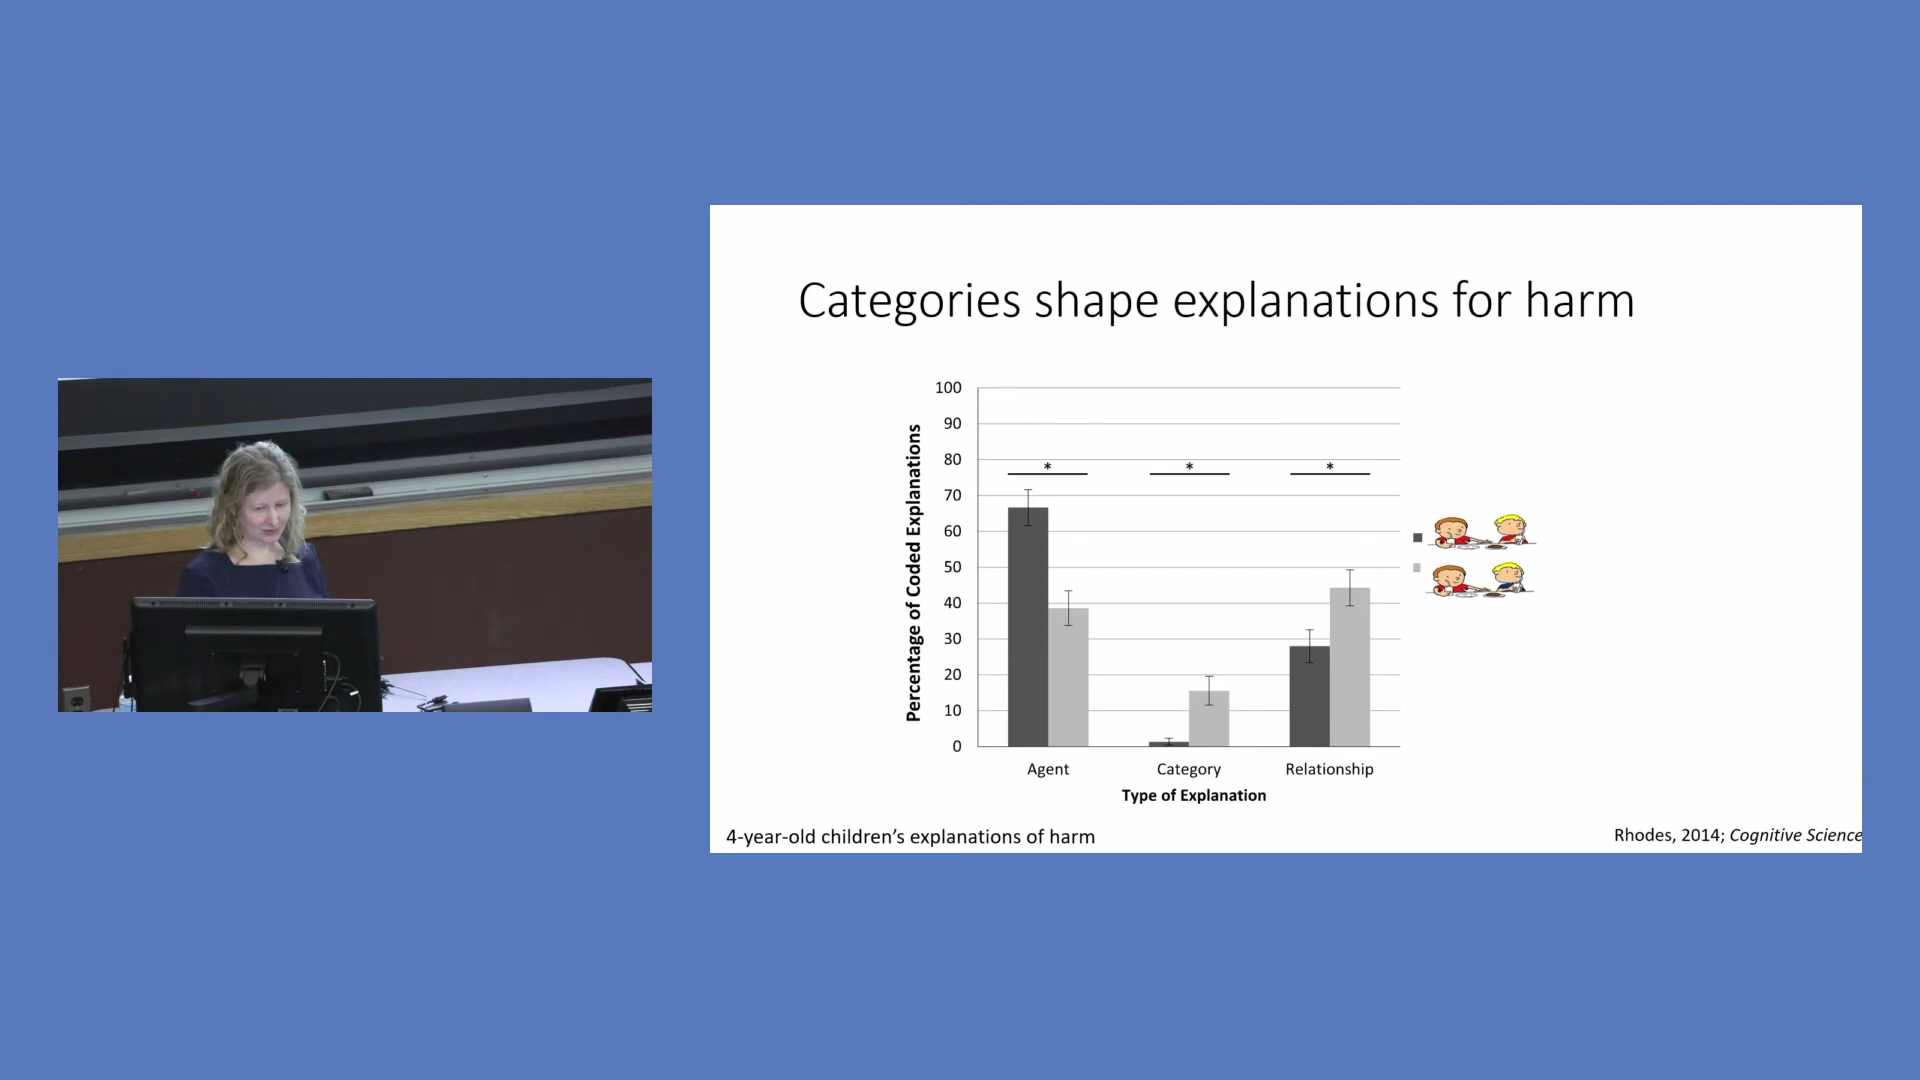 Categories shape explanations for harm
Percentage of Coded Explanations
100
90
80
70
60
50
40
30
20
10
0
*
*
*
Agent
Category
Relationship
Type of Explanation
4-year-old children’s explanations of harm
Rhodes, 2014; Cognitive Science